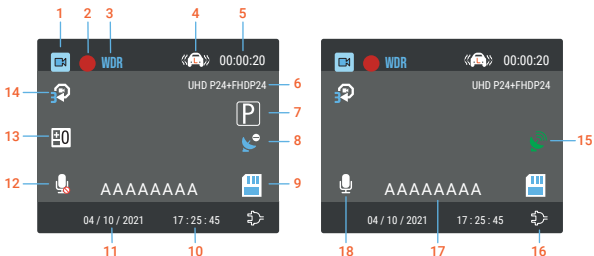 1 2 3 4 5
WDR L 00:00:20 WDR L 00:00:20
UHD P24+FHDP24 6 UHD P24+FHDP24
14 3
3
P 7
13 ±0 8 15
12 9
AAAAAAAA AAAAAAAA
04 / 10 / 2021 17 : 25 : 45 04 / 10 / 2021 17 : 25 : 45
11 10 18 17 16